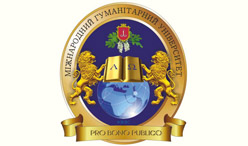 МІЖНАРОДНИЙ ГУМАНІТАРНИЙ УНІВЕРСИТЕТ
Α Ω
PRO BONO PUBLICO